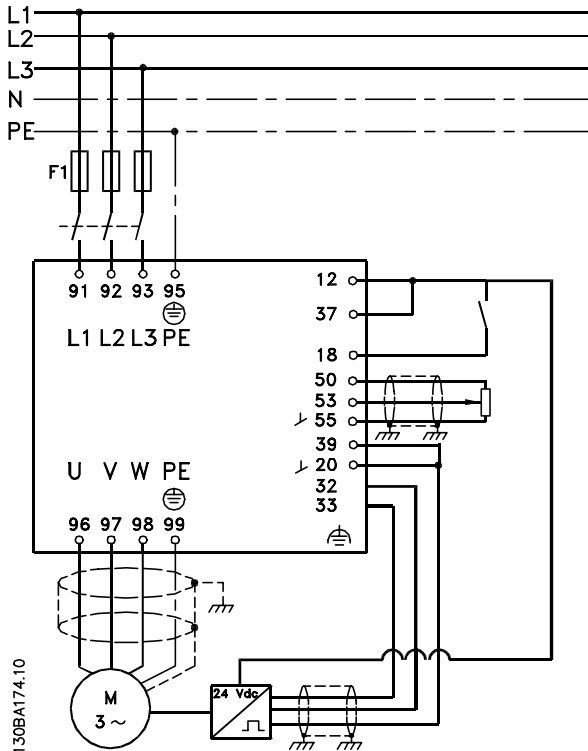 L1
L2
L3
N
PE
F1
91 92 93 95
L1 L2 L3 PE
12
37
18
50
53
55
39
20
32
33
U V W PE
96 97 98 99
M
3 ~
24 Vdc
130BA174.10